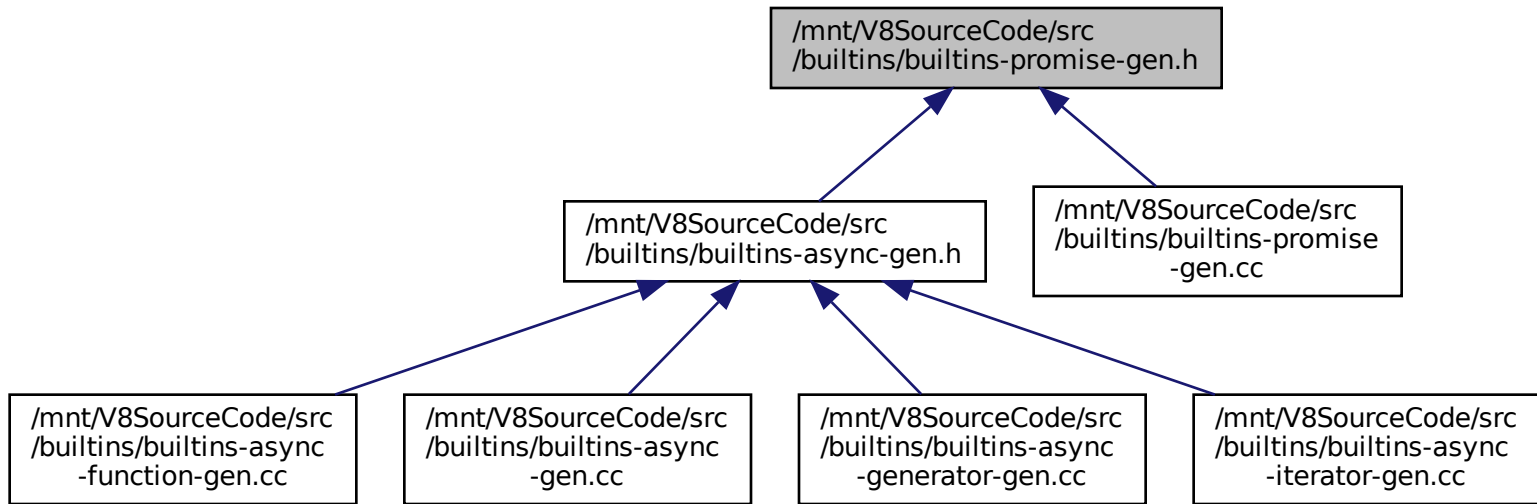 /mnt/V8SourceCode/src
/builtins/builtins-promise-gen.h
/mnt/V8SourceCode/src
/builtins/builtins-async-gen.h
/mnt/V8SourceCode/src
/builtins/builtins-promise
-gen.cc
/mnt/V8SourceCode/src
/builtins/builtins-async
-function-gen.cc
/mnt/V8SourceCode/src
/builtins/builtins-async
-gen.cc
/mnt/V8SourceCode/src
/builtins/builtins-async
-generator-gen.cc
/mnt/V8SourceCode/src
/builtins/builtins-async
-iterator-gen.cc